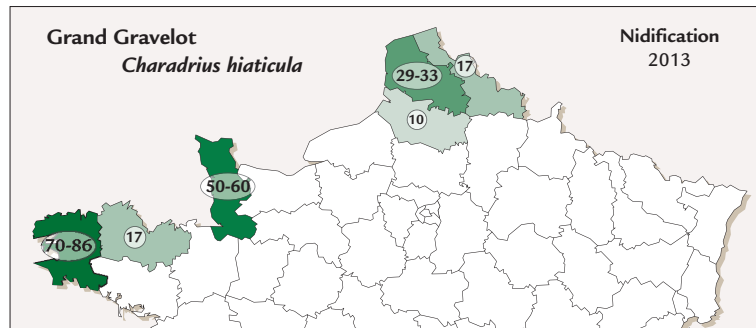 Grand Gravelot
Charadrius hiaticula
Nidification
2013
17
29-33
10
50-60
17
70-86